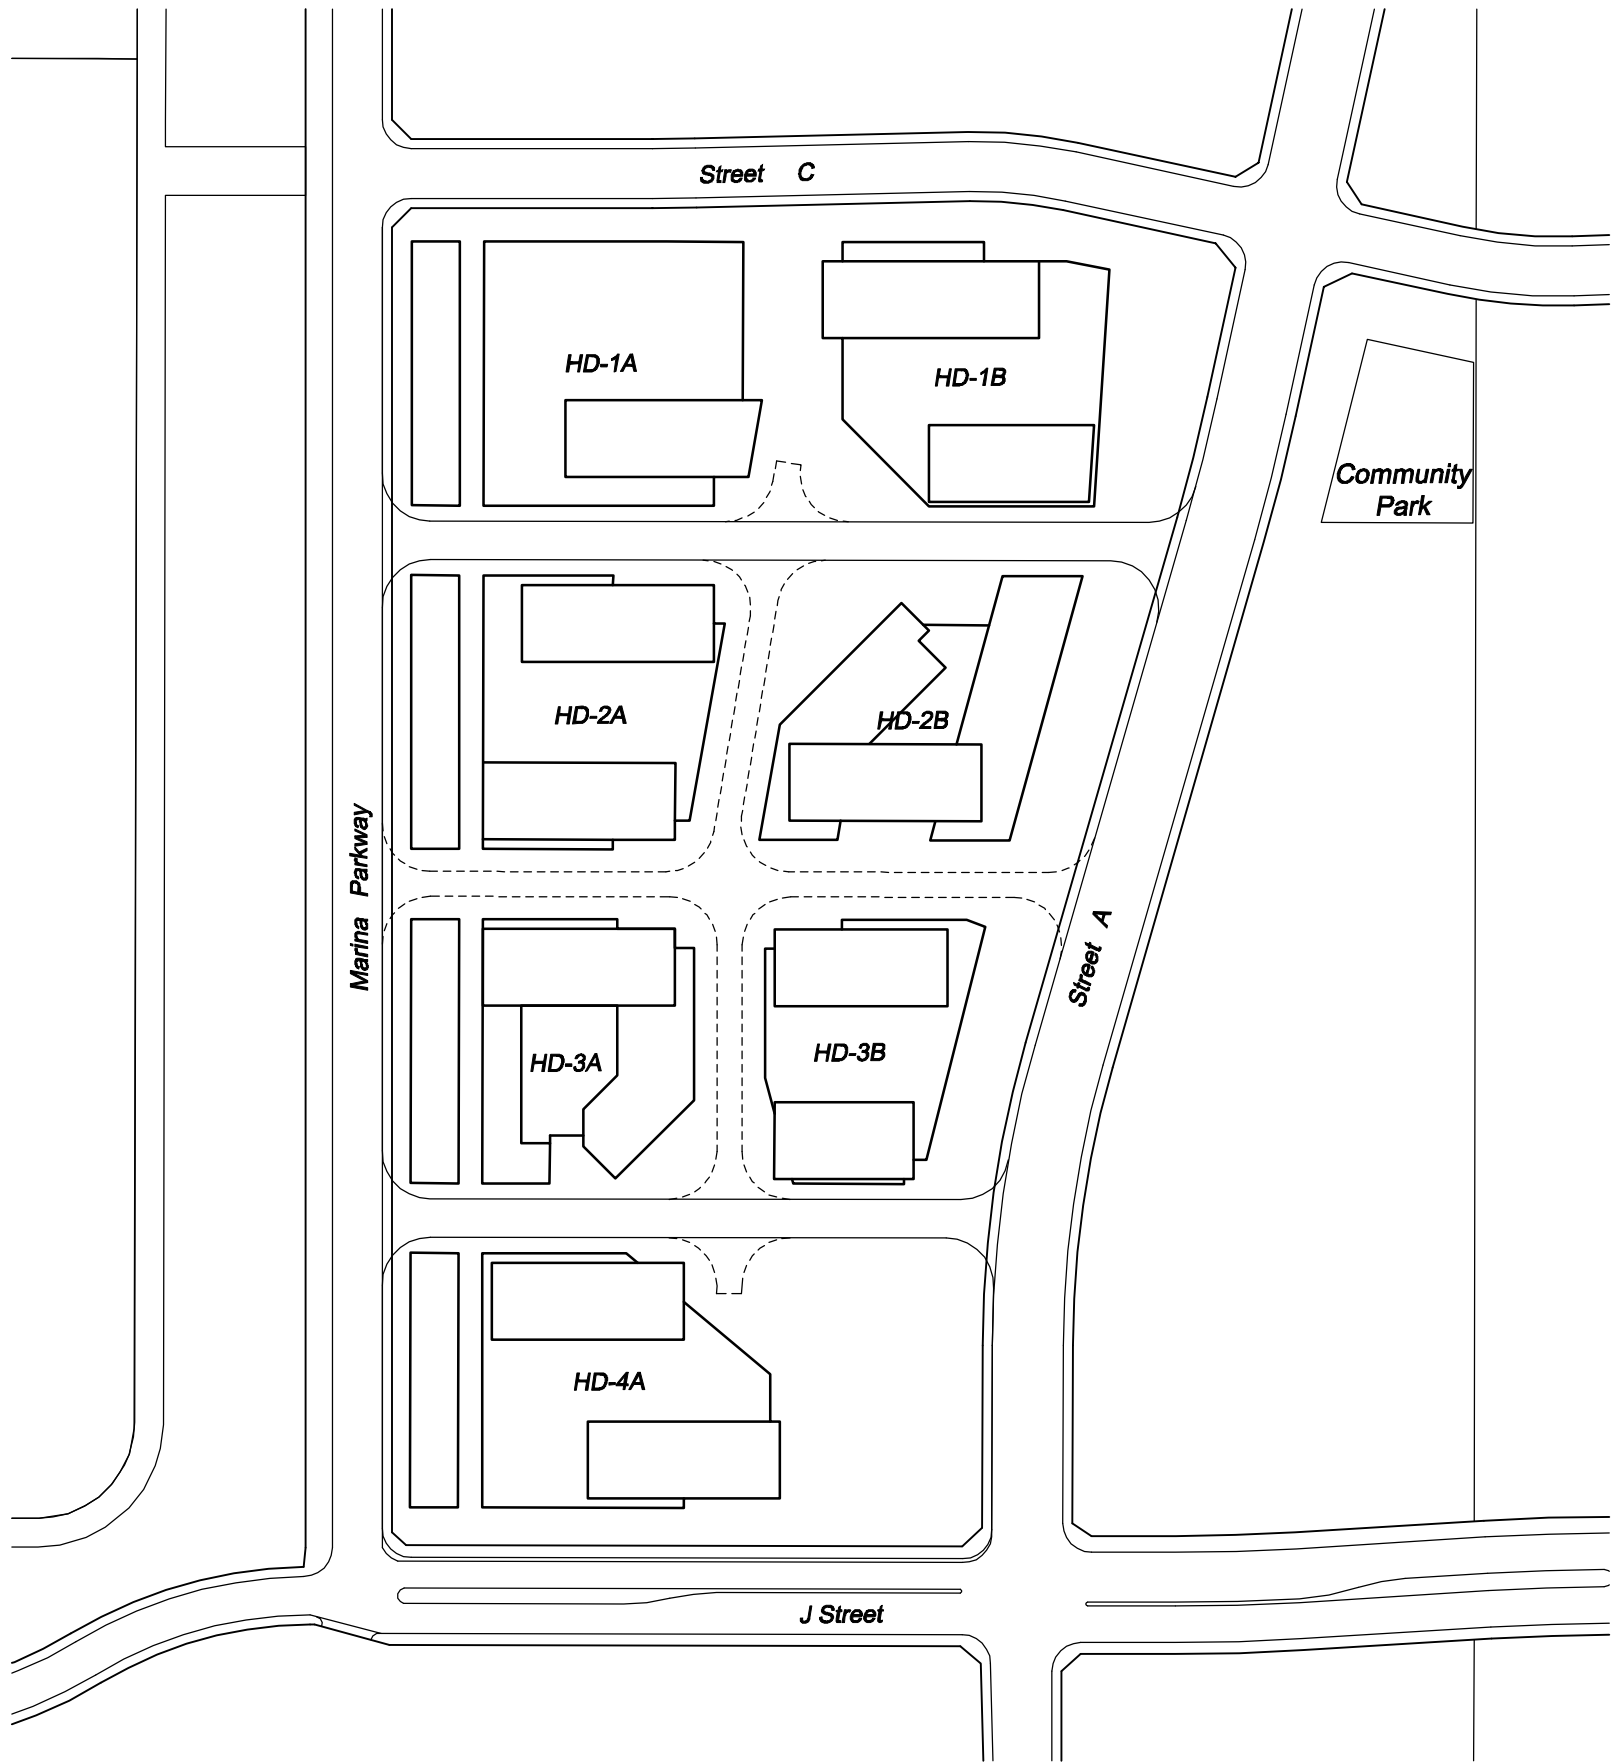 Street C
HD-1A
HD-1B
Community
Park
HD-2A
HD-2B
Marina Parkway
Street A
HD-3A
HD-3B
HD-4A
J Street